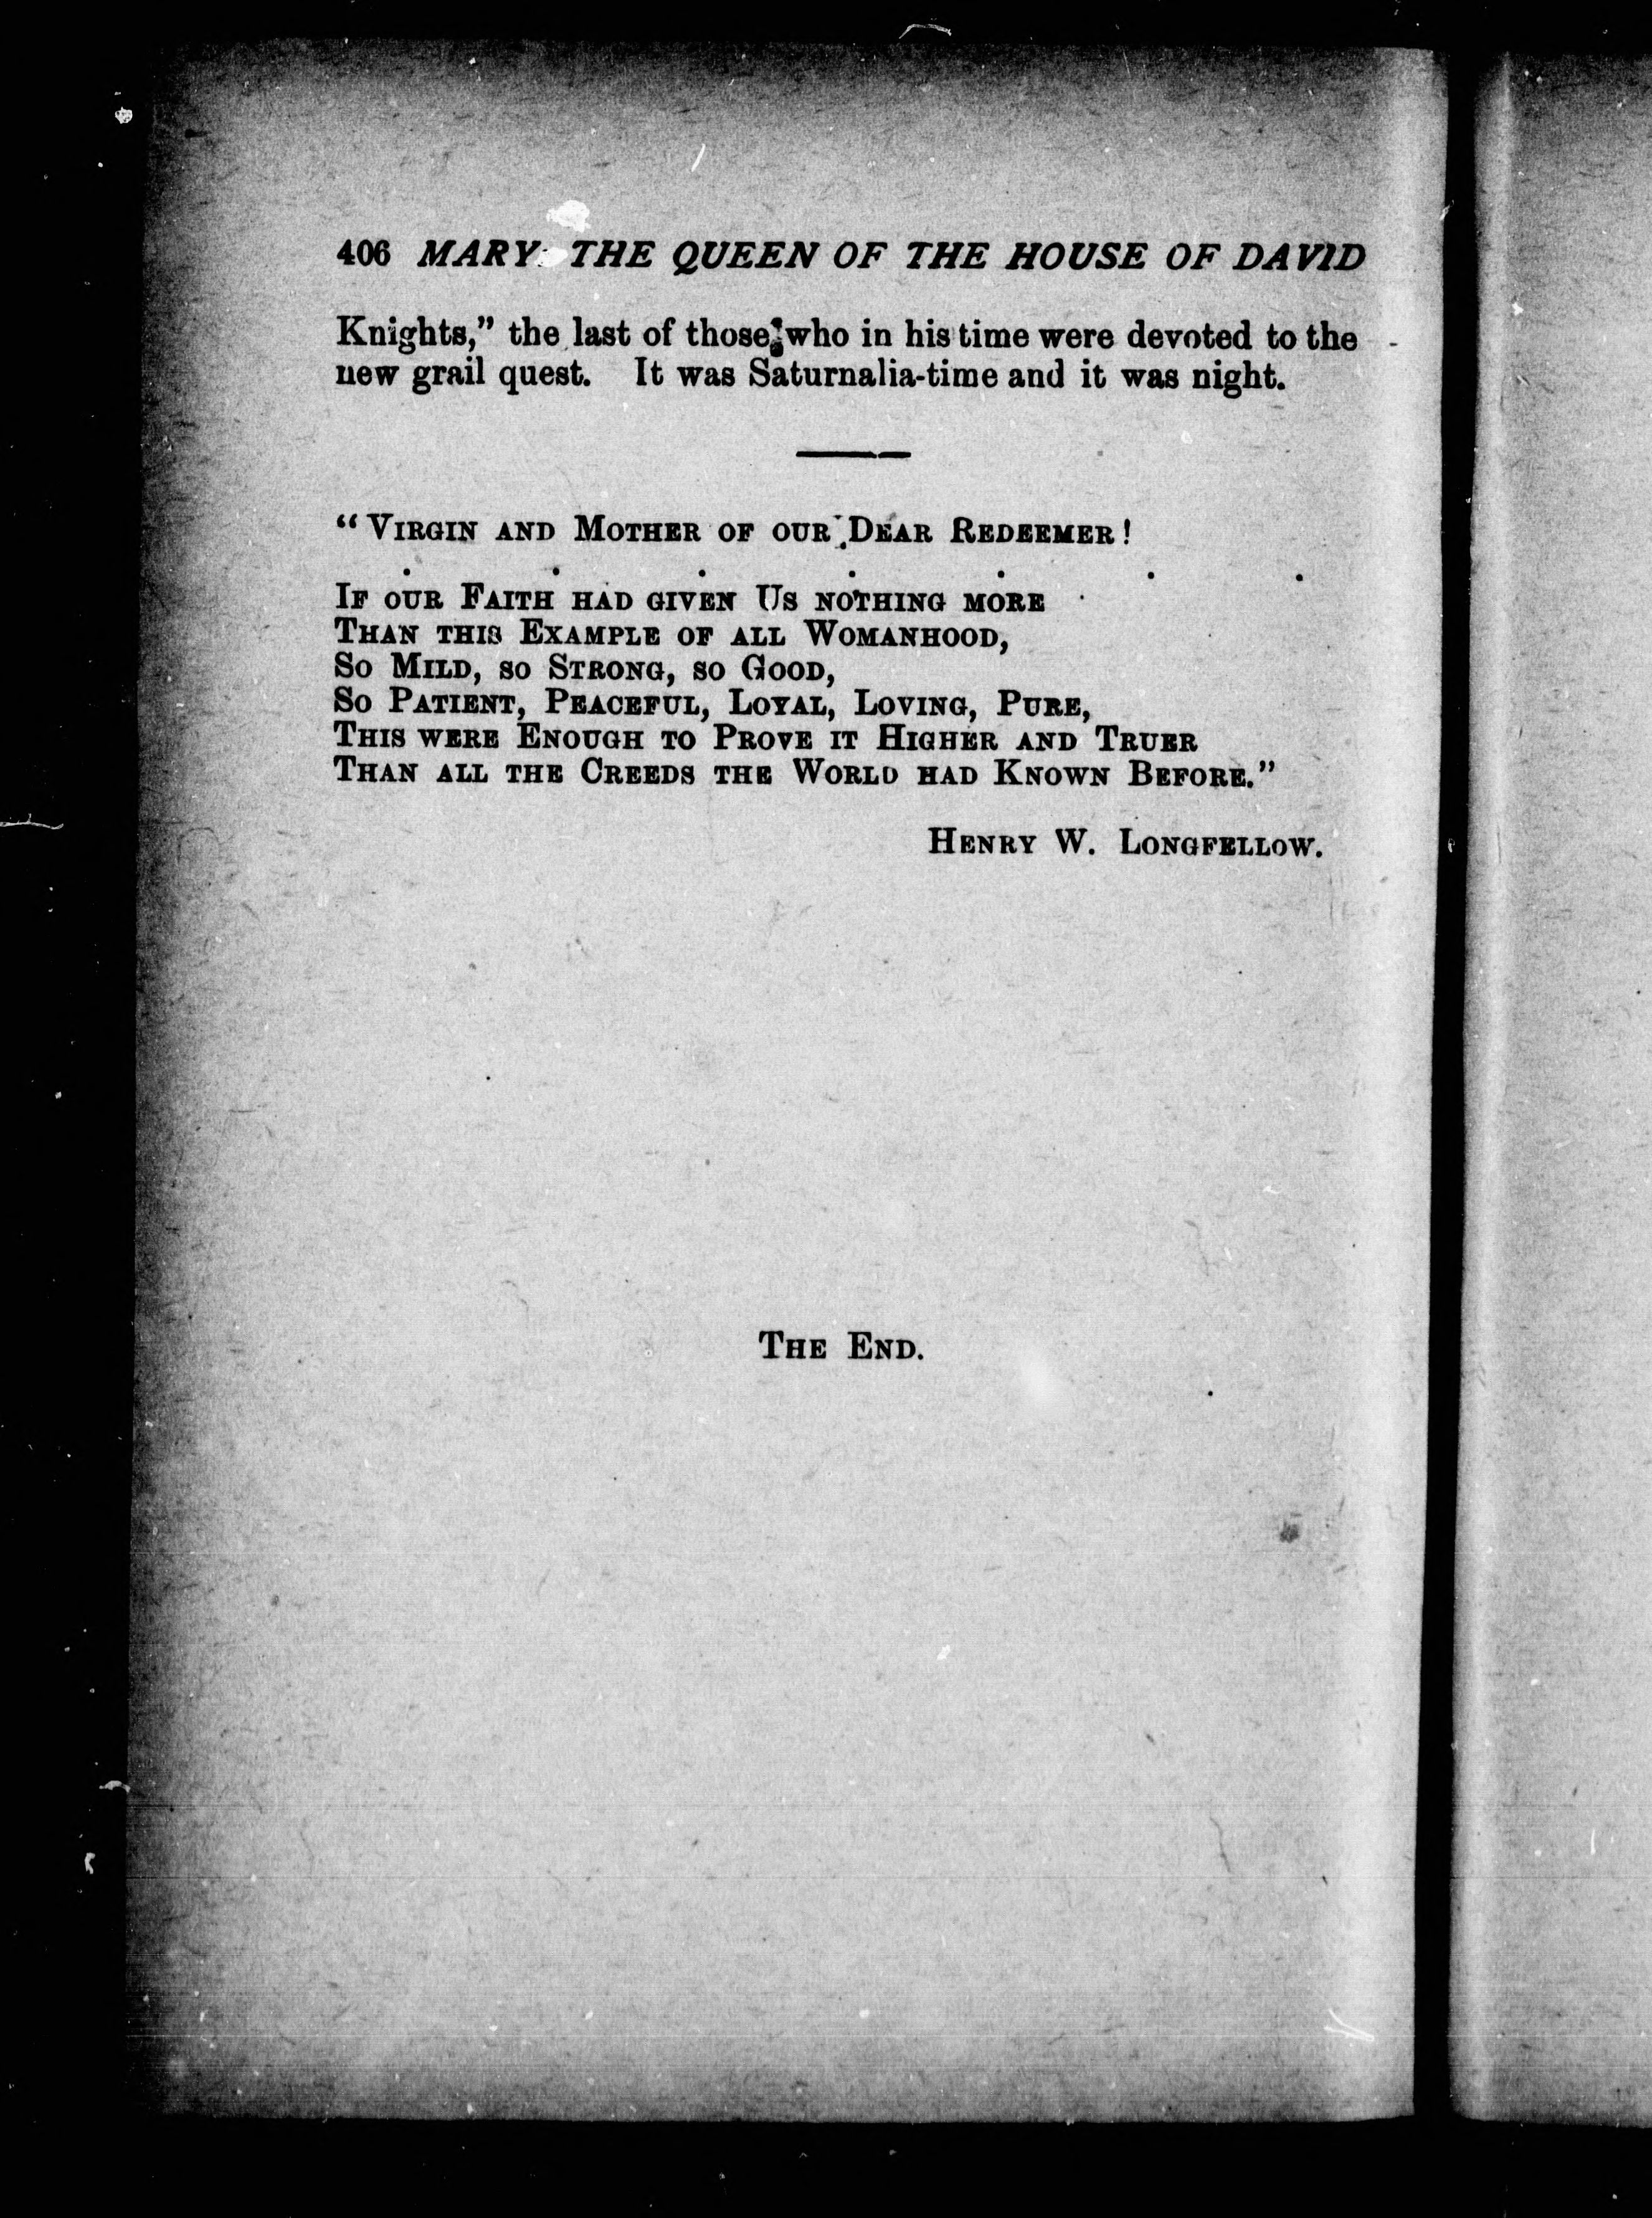 406 MARY: THE QUEEN OF THE HOUSE OF DAVID
Knights,” the last of those who in his time were devoted to the
new grail quest. It was Saturnalia-time and it was night.
“Virgin and Mother of our Dear Redeemer!
. . . . . . .
If our Faith had given Us nothing more
Than this Example of all Womanhood,
So Mild, so Strong, so Good,
So Patient, Peaceful, Loyal, Loving, Pure,
This were Enough to Prove it Higher and Truer
Than all the Creeds the World had Known Before.”
Henry W. Longfellow.
The End.